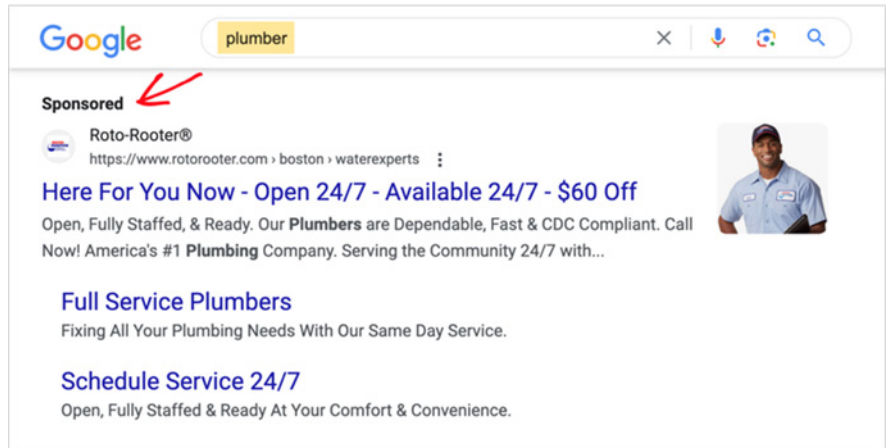 Google
plumber
Sponsored
Roto-Rooter®
https://www.rotorooter.com › boston › waterexperts
Here For You Now - Open 24/7 - Available 24/7 - $60 Off
Open, Fully Staffed, & Ready. Our Plumbers are Dependable, Fast & CDC Compliant. Call
Now! America's #1 Plumbing Company. Serving the Community 24/7 with...
Full Service Plumbers
Fixing All Your Plumbing Needs With Our Same Day Service.
Schedule Service 24/7
Open, Fully Staffed & Ready At Your Comfort & Convenience.